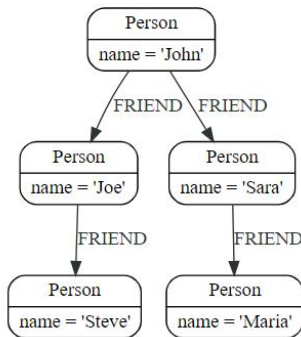 Person
name = 'John'
FRIEND FRIEND
Person Person
name = 'Joe' name = 'Sara'
FRIEND FRIEND
Person Person
name = 'Steve' name = 'Maria'